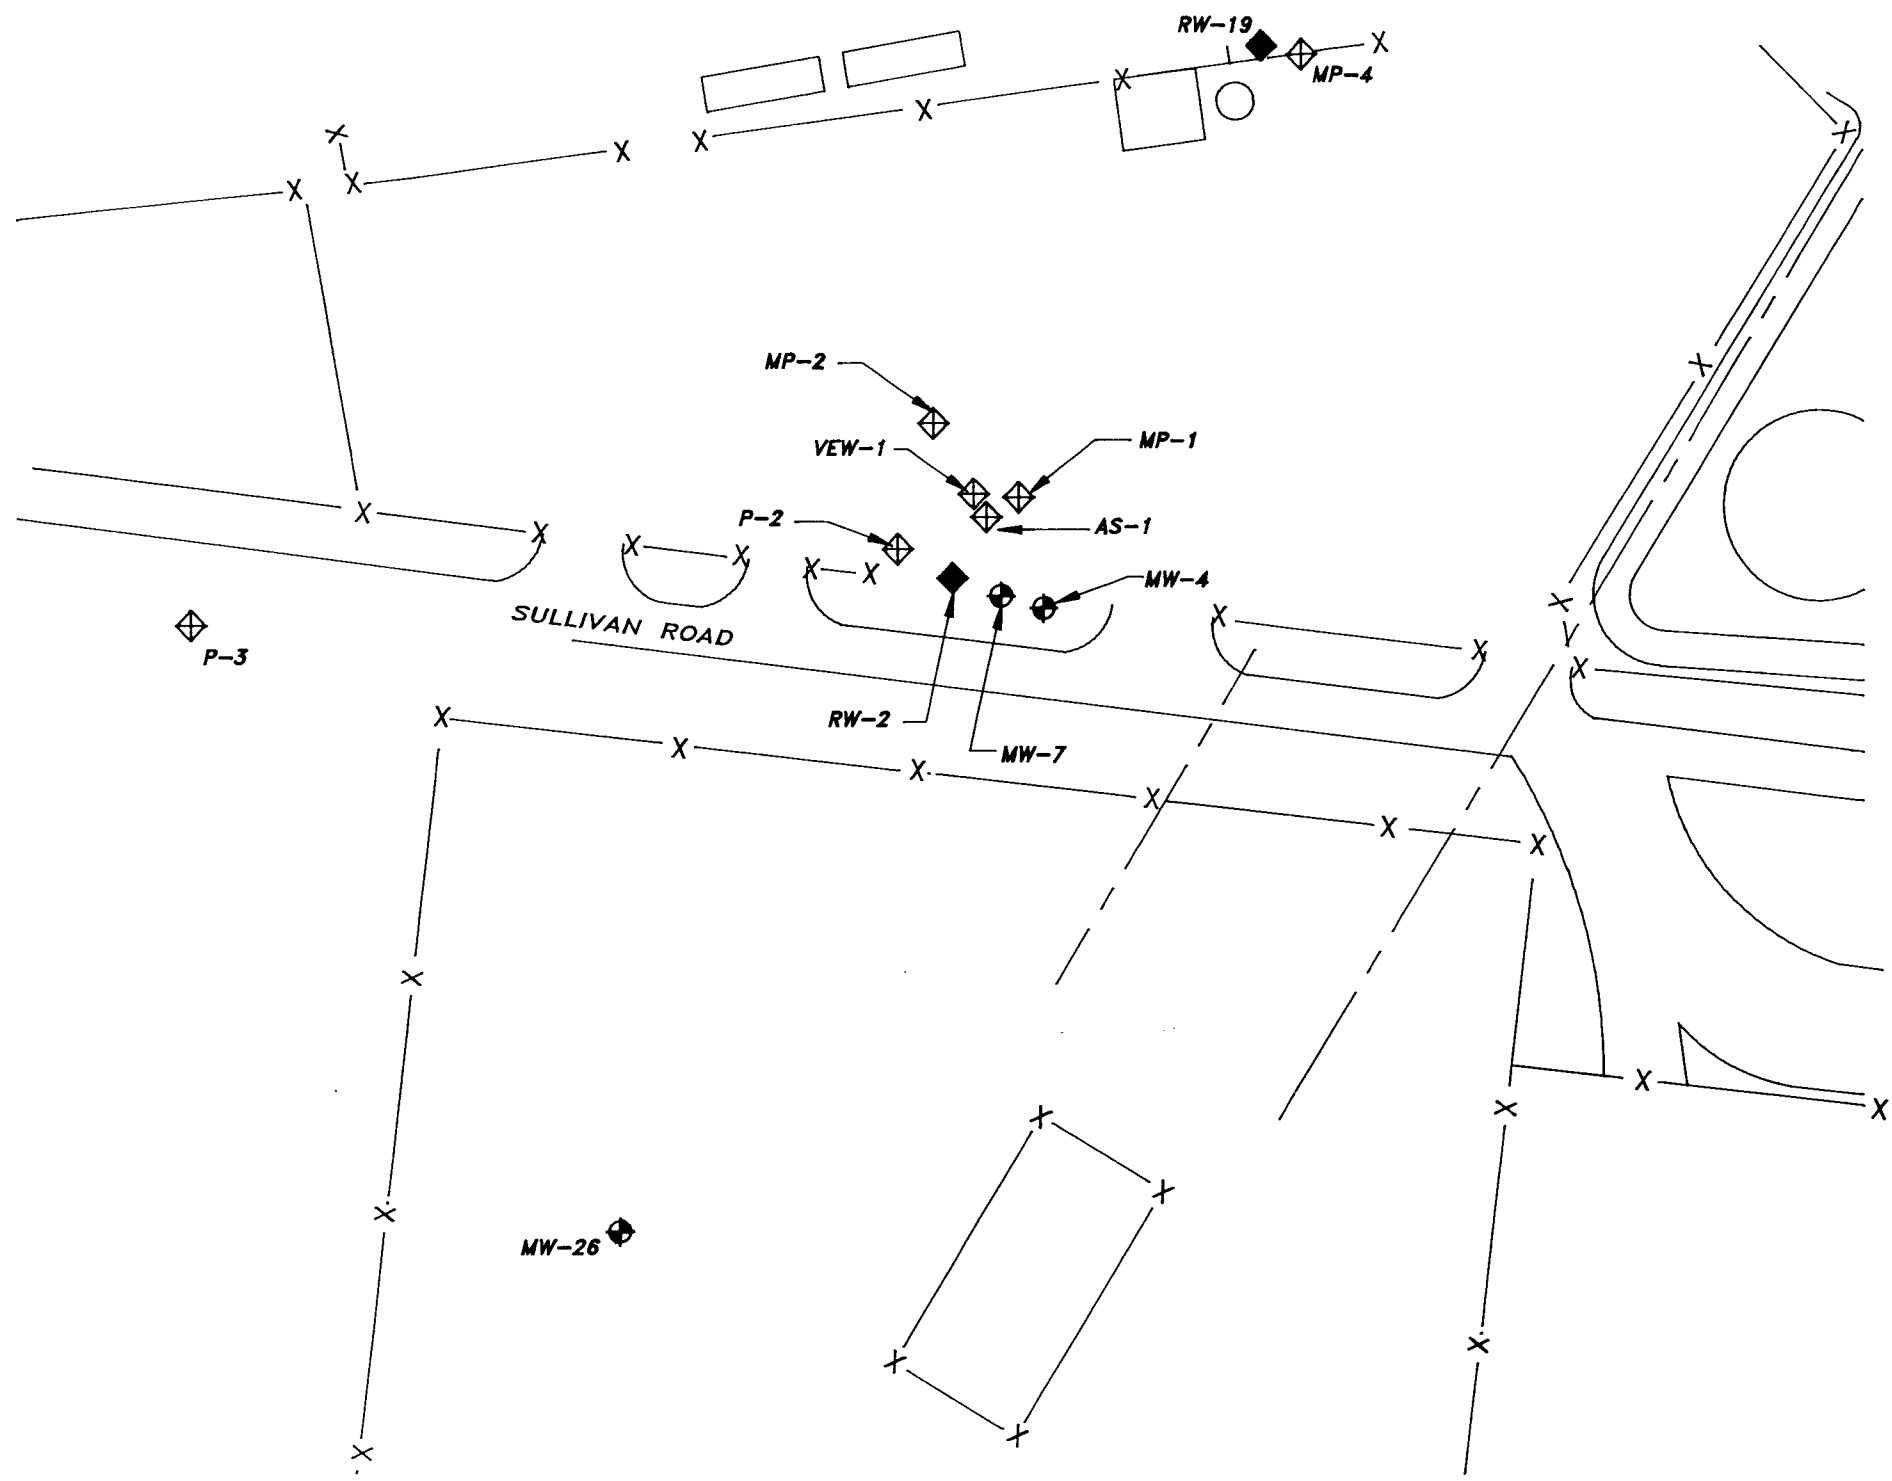 RW-19
MP-4
MP-2
MP-1
VEW-1
P-2
AS-1
MW-4
SULLIVAN ROAD
P-3
RW-2
MW-7
MW-26